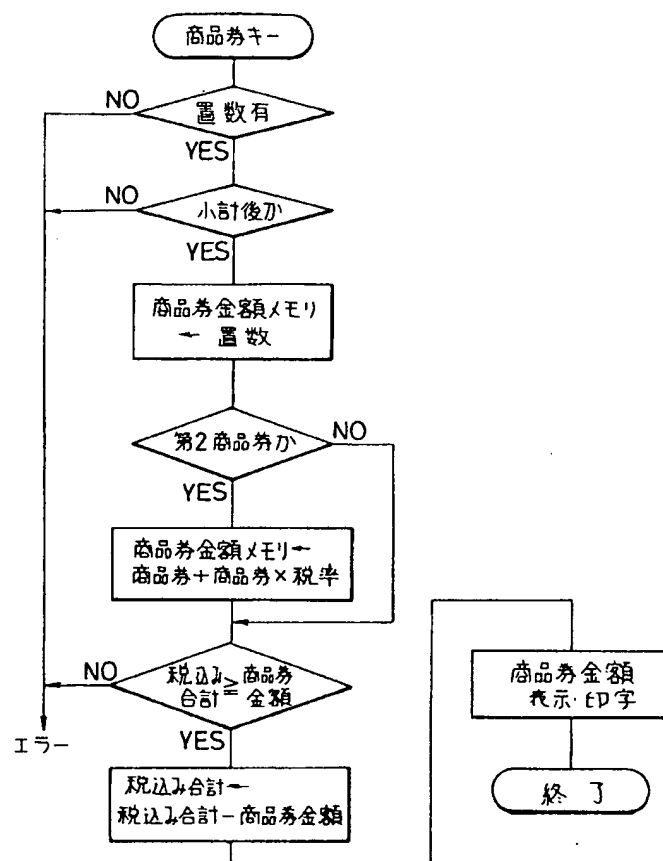 商品券キー
NO
置数有
YES
NO
小計後か
YES
商品券金額メモリ
← 置数
第2商品券か
NO
YES
商品券金額メモリ←
商品券+商品券×税率
NO
税込み≧商品券
合計 金額
YES
エラー
税込み合計←
税込み合計-商品券金額
商品券金額
表示・印字
終了